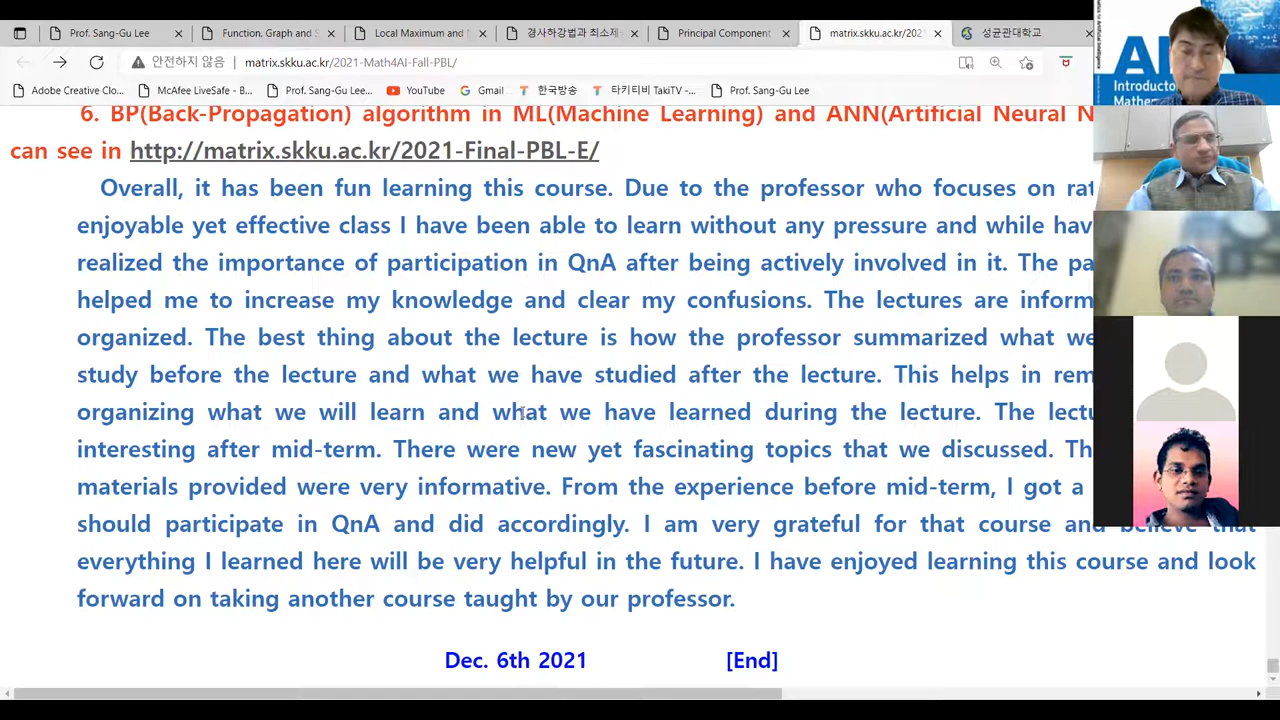 Prof. Sang-Gu Lee
Function, Graph and S
Local Maximum and
경사하강법과 최소제
Principal Component
matrix.skku.ac.kr/202
성균관대학교
안전하지 않음 matrix.skku.ac.kr/2021-Math4AI-Fall-PBL/
Adobe Creative Clo...
McAfee LiveSafe - B...
Prof. Sang-Gu Lee...
YouTube
Gmail
한국방송
타키티비 TakiTV -...
Prof. Sang-Gu Lee
AI
Introducto
Mathem
6. BP(Back-Propagation) algorithm in ML(Machine Learning) and ANN(Artificial Neural N
can see in http://matrix.skku.ac.kr/2021-Final-PBL-E/
Overall, it has been fun learning this course. Due to the professor who focuses on rat
enjoyable yet effective class I have been able to learn without any pressure and while hav
realized the importance of participation in QnA after being actively involved in it. The pa
helped me to increase my knowledge and clear my confusions. The lectures are inform
organized. The best thing about the lecture is how the professor summarized what we
study before the lecture and what we have studied after the lecture. This helps in rem
organizing what we will learn and what we have learned during the lecture. The lectu
interesting after mid-term. There were new yet fascinating topics that we discussed. Th
materials provided were very informative. From the experience before mid-term, I got a
should participate in QnA and did accordingly. I am very grateful for that course and believe that
everything I learned here will be very helpful in the future. I have enjoyed learning this course and look
forward on taking another course taught by our professor.
Dec. 6th 2021 [End]